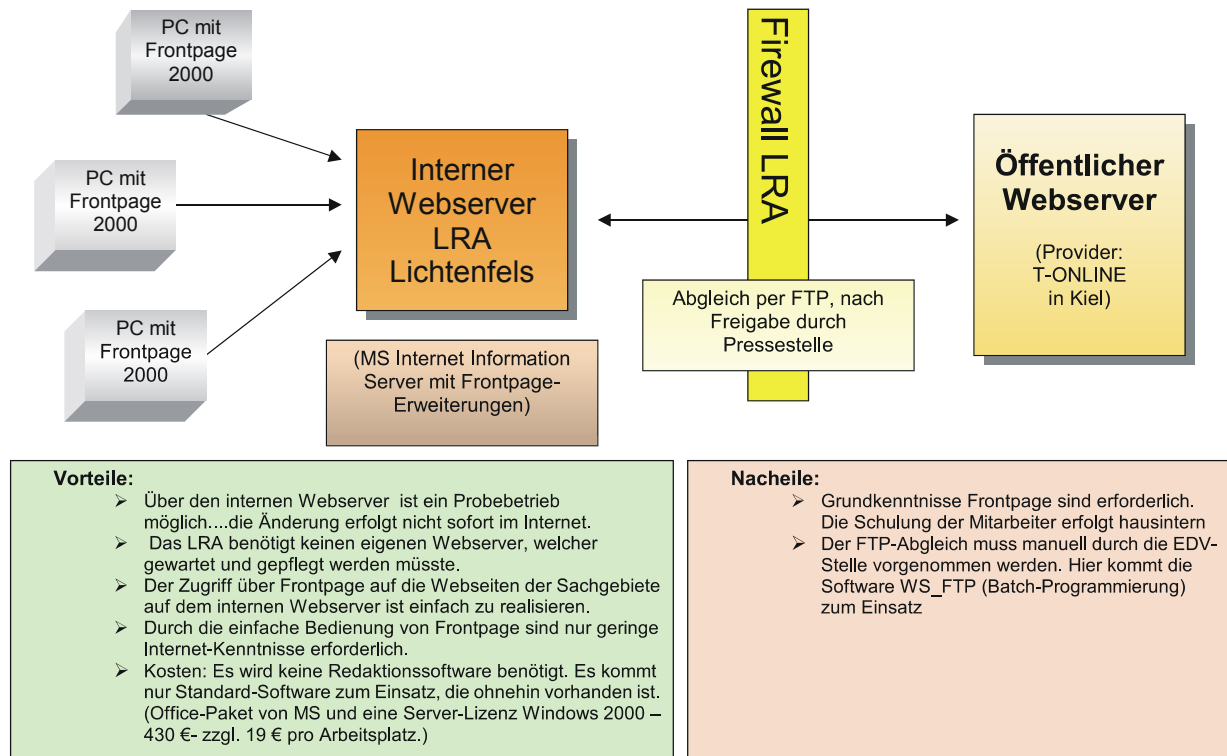 PC mit
Frontpage
2000
PC mit
Frontpage
2000
PC mit
Frontpage
2000
Interner
Webserver
LRA
Lichtenfels
(MS Internet Information
Server mit Frontpage-
Erweiterungen)
Firewall LRA
Abgleich per FTP, nach
Freigabe durch
Pressestelle
Öffentlicher
Webserver
(Provider:
T-ONLINE
in Kiel)
Vorteile:
➢ Über den internen Webserver ist ein Probebetrieb
möglich....die Änderung erfolgt nicht sofort im Internet.
➢ Das LRA benötigt keinen eigenen Webserver, welcher
gewartet und gepflegt werden müsste.
➢ Der Zugriff über Frontpage auf die Webseiten der Sachgebiete
auf dem internen Webserver ist einfach zu realisieren.
➢ Durch die einfache Bedienung von Frontpage sind nur geringe
Internet-Kenntnisse erforderlich.
➢ Kosten: Es wird keine Redaktionssoftware benötigt. Es kommt
nur Standard-Software zum Einsatz, die ohnehin vorhanden ist.
(Office-Paket von MS und eine Server-Lizenz Windows 2000 –
430 €- zzgl. 19 € pro Arbeitsplatz.)
Nacheile:
➢ Grundkenntnisse Frontpage sind erforderlich.
Die Schulung der Mitarbeiter erfolgt hausintern
➢ Der FTP-Abgleich muss manuell durch die EDV-
Stelle vorgenommen werden. Hier kommt die
Software WS_FTP (Batch-Programmierung)
zum Einsatz